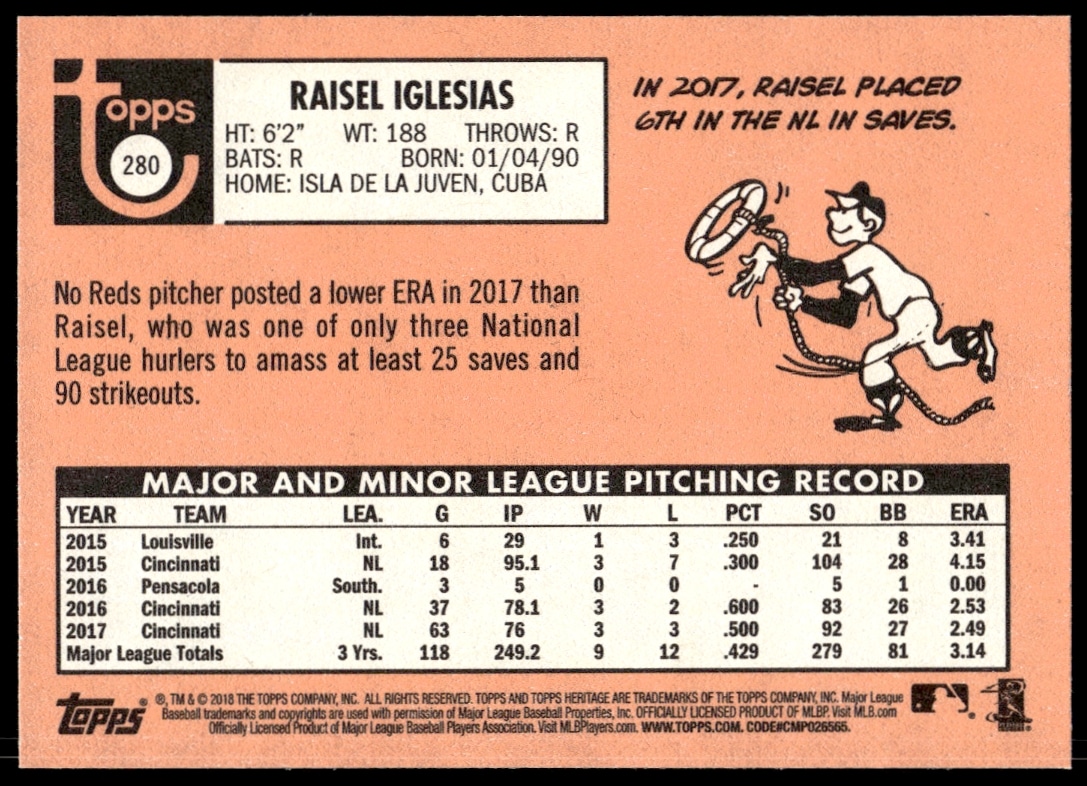 topps
280
RAISEL IGLESIAS
HT: 6'2" WT: 188 THROWS: R
BATS: R BORN: 01/04/90
HOME: ISLA DE LA JUVEN, CUBA
IN 2017, RAISEL PLACED
6TH IN THE NL IN SAVES.
No Reds pitcher posted a lower ERA in 2017 than
Raisel, who was one of only three National
League hurlers to amass at least 25 saves and
90 strikeouts.
MAJOR AND MINOR LEAGUE PITCHING RECORD
YEAR TEAM LEA. G IP W L PCT SO BB ERA
2015 Louisville Int. 6 29 1 3 .250 21 8 3.41
2015 Cincinnati NL 18 95.1 3 7 .300 104 28 4.15
2016 Pensacola South. 3 5 0 0 - 5 1 0.00
2016 Cincinnati NL 37 78.1 3 2 .600 83 26 2.53
2017 Cincinnati NL 63 76 3 3 .500 92 27 2.49
Major League Totals 3 Yrs. 118 249.2 9 12 .429 279 81 3.14
TOPPS® ®, TM & © 2018 THE TOPPS COMPANY, INC. ALL RIGHTS RESERVED. TOPPS AND TOPPS HERITAGE ARE TRADEMARKS OF THE TOPPS COMPANY, INC. Major League
Baseball trademarks and copyrights are used with permission of Major League Baseball Properties, Inc. OFFICIALLY LICENSED PRODUCT OF MLBP. Visit MLB.com
Officially Licensed Product of Major League Baseball Players Association. Visit MLBPlayers.com. WWW.TOPPS.COM. CODE#CMP026565.